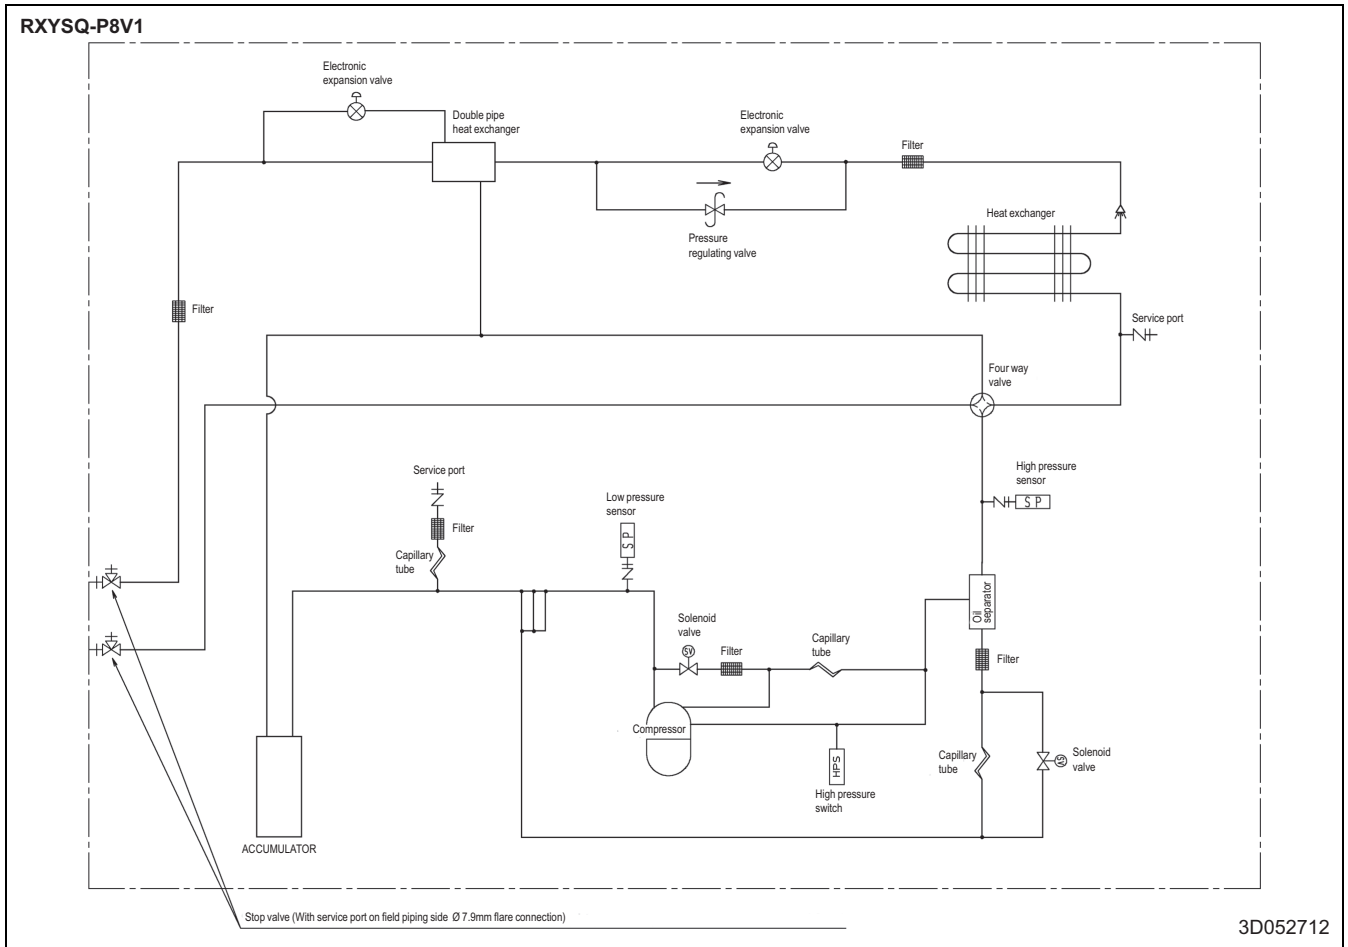 RXYSQ-P8V1
Electronic
expansion valve
Double pipe
heat exchanger
Electronic
expansion valve
Filter
Pressure
regulating valve
Heat exchanger
Filter
Service port
Four way
valve
Service port
High pressure
sensor
Low pressure
sensor
S P
S P
Filter
Capillary
tube
Oil
separator
Solenoid
valve
SV
Filter
Capillary
tube
Filter
Compressor
Capillary
tube
SV
Solenoid
valve
HPS
High pressure
switch
ACCUMULATOR
Stop valve (With service port on field piping side Ø 7.9mm flare connection)
3D052712